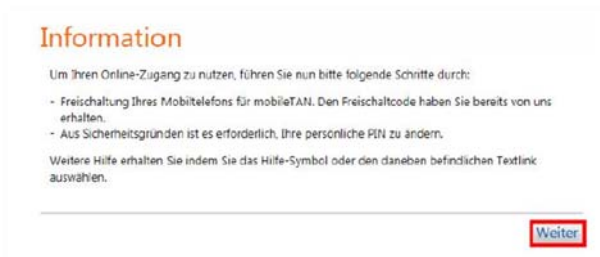 Information
Um Ihren Online-Zugang zu nutzen, führen Sie nun bitte folgende Schritte durch:
- Freischaltung Ihres Mobiltelefons für mobileTAN. Den Freischaltcode haben Sie bereits von uns
erhalten.
- Aus Sicherheitsgründen ist es erforderlich, Ihre persönliche PIN zu ändern.
Weitere Hilfe erhalten Sie indem Sie das Hilfe-Symbol oder den daneben befindlichen Textlink
auswählen.
Weiter